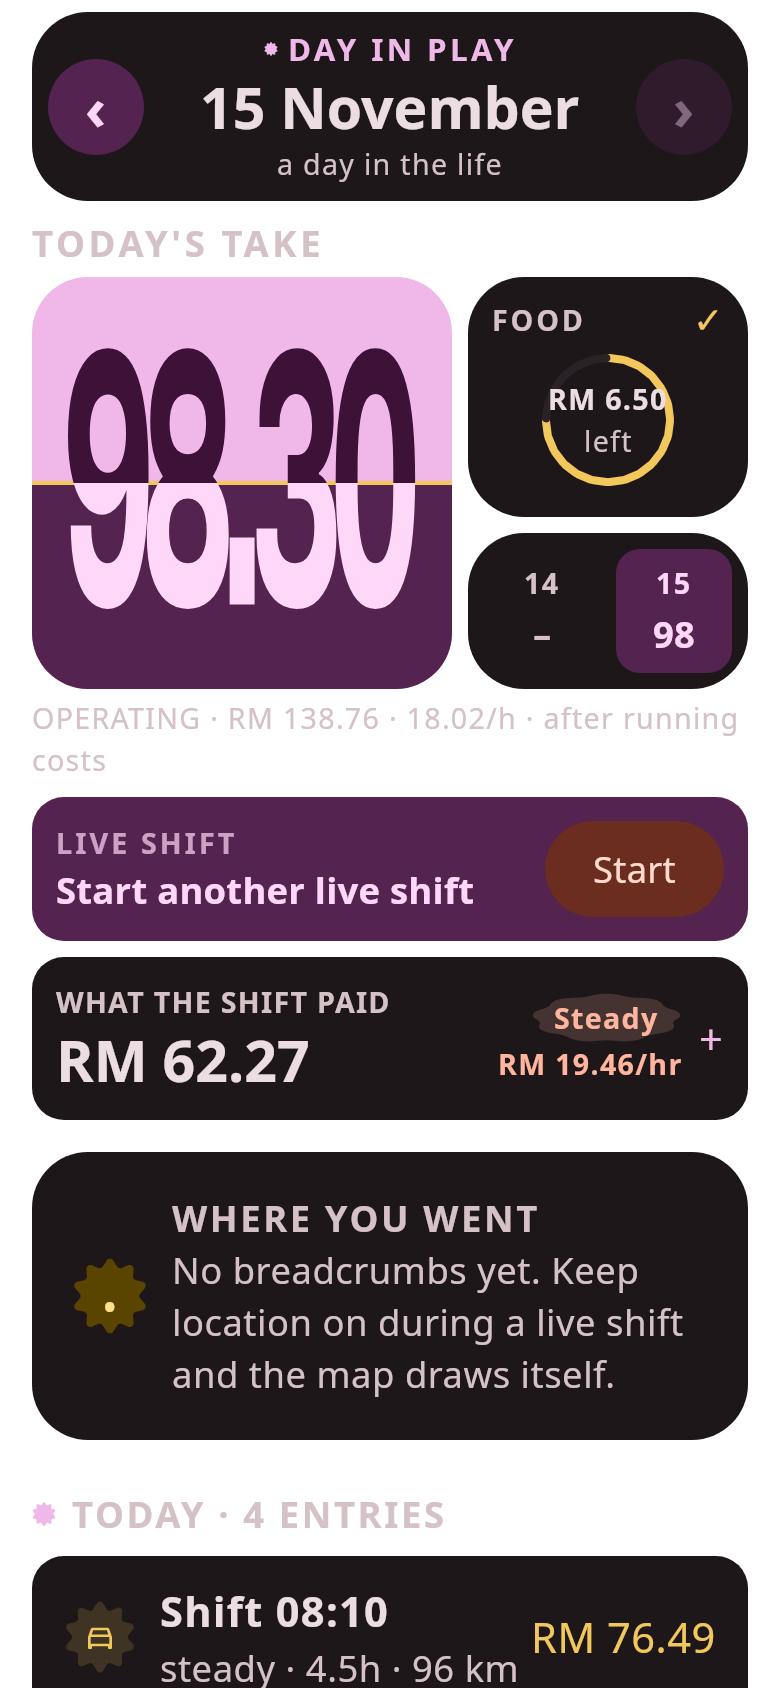 DAY IN PLAY
‹
15 November
›
a day in the life
TODAY'S TAKE
98.30
FOOD ✓
RM 6.50
left
14
–
15
98
OPERATING · RM 138.76 · 18.02/h · after running
costs
LIVE SHIFT
Start another live shift
Start
WHAT THE SHIFT PAID
RM 62.27
Steady
RM 19.46/hr
+
WHERE YOU WENT
No breadcrumbs yet. Keep
location on during a live shift
and the map draws itself.
TODAY · 4 ENTRIES
Shift 08:10
steady · 4.5h · 96 km
RM 76.49